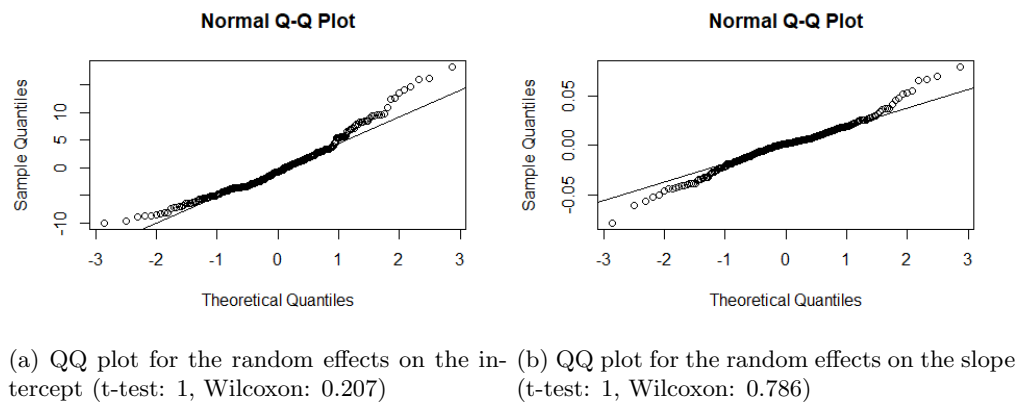 Normal Q-Q Plot
Sample Quantiles
10
5
0
-10
-3 -2 -1 0 1 2 3
Theoretical Quantiles
Normal Q-Q Plot
Sample Quantiles
0.05
0.00
-0.05
-3 -2 -1 0 1 2 3
Theoretical Quantiles
(a) QQ plot for the random effects on the in-
tercept (t-test: 1, Wilcoxon: 0.207)
(b) QQ plot for the random effects on the slope
(t-test: 1, Wilcoxon: 0.786)